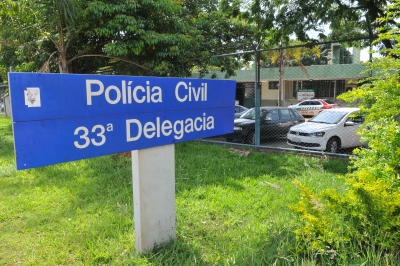 Polícia Civil
33ª Delegacia